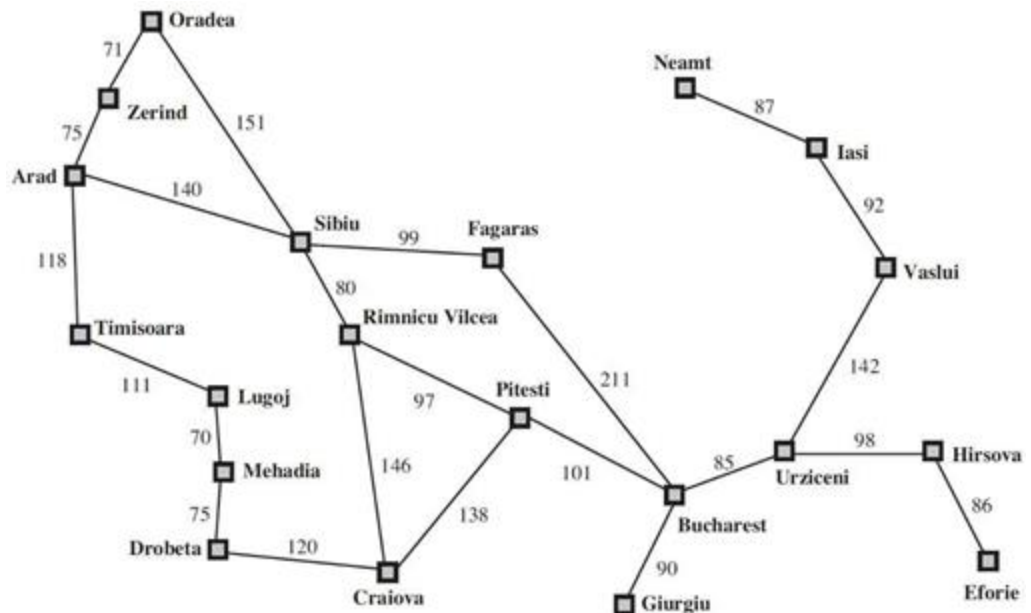 Oradea
71
Neamt
87
Zerind
151
75
Iasi
Arad
140
92
Sibiu
Fagaras
99
118
Vaslui
80
Timisoara
Rimnicu Vilcea
142
111
Lugoj
97
Pitesti
211
70
98
Hirsova
146
85
Mehadia
101
Urziceni
75
138
86
Bucharest
Drobeta
120
90
Craiova
Eforie
Giurgiu